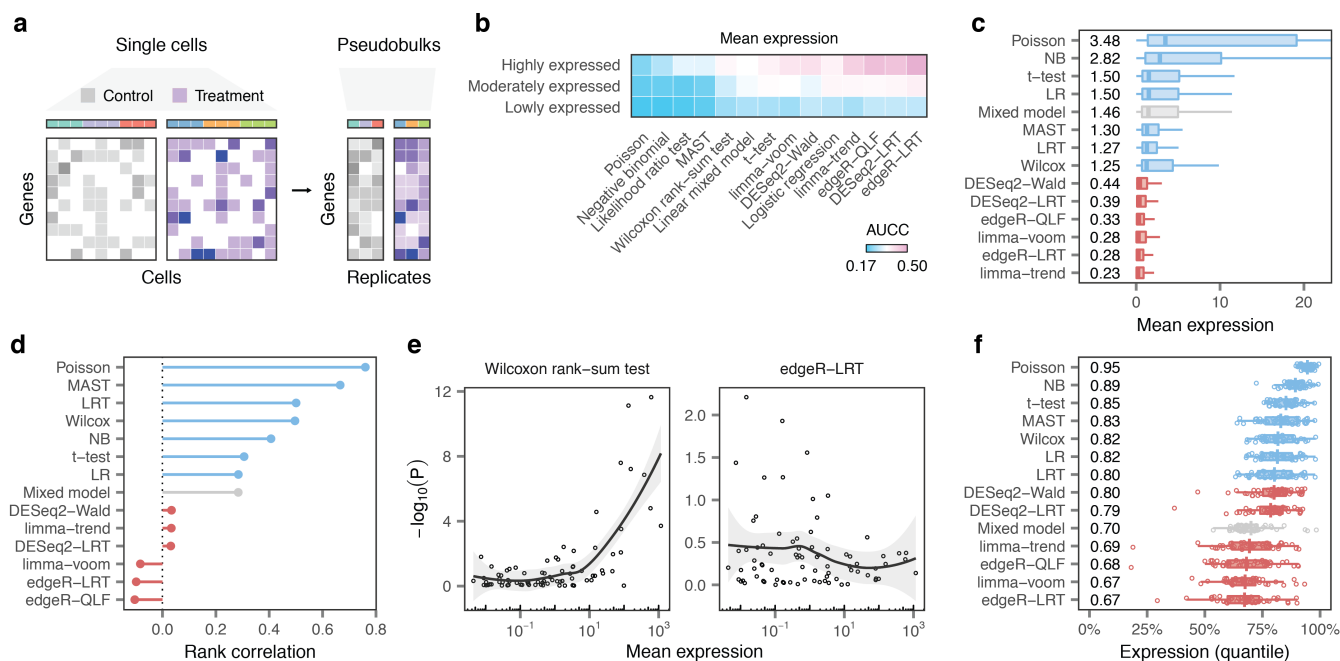 a
Single cells
Pseudobulks
Control
Treatment
Genes
Genes
Cells
Replicates
b
Mean expression
Highly expressed
Moderately expressed
Lowly expressed
Poisson
Negative binomial
Likelihood ratio test
MAST
Wilcoxon rank−sum test
Linear mixed model
t−test
limma−voom
DESeq2−Wald
Logistic regression
limma−trend
edgeR−QLF
DESeq2−LRT
edgeR−LRT
AUCC
0.17 0.50
c
Poisson 3.48
NB 2.82
t−test 1.50
LR 1.50
Mixed model 1.46
MAST 1.30
LRT 1.27
Wilcox 1.25
DESeq2−Wald 0.44
DESeq2−LRT 0.39
edgeR−QLF 0.33
limma−voom 0.28
edgeR−LRT 0.28
limma−trend 0.23
0 10 20
Mean expression
d
Poisson
MAST
LRT
Wilcox
NB
t−test
LR
Mixed model
DESeq2−Wald
limma−trend
DESeq2−LRT
limma−voom
edgeR−LRT
edgeR−QLF
0.0 0.2 0.4 0.6 0.8
Rank correlation
e
Wilcoxon rank−sum test
edgeR−LRT
−log10(P)
12
8
4
0
10−1 101 103
2.0
1.5
1.0
0.5
0.0
10−1 101 103
Mean expression
f
Poisson 0.95
NB 0.89
t−test 0.85
MAST 0.83
Wilcox 0.82
LR 0.82
LRT 0.80
DESeq2−Wald 0.80
DESeq2−LRT 0.79
Mixed model 0.70
limma−trend 0.69
edgeR−QLF 0.68
limma−voom 0.67
edgeR−LRT 0.67
0% 25% 50% 75% 100%
Expression (quantile)